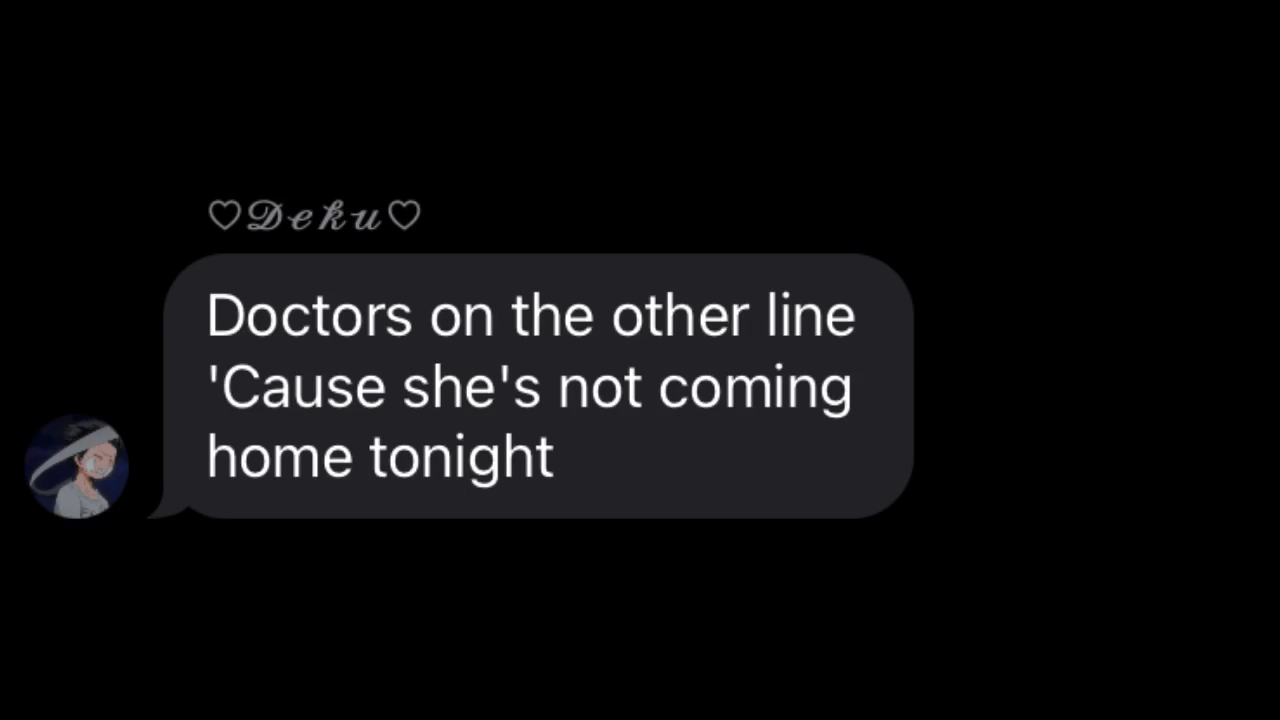 ♡𝒟𝑒𝓀𝓊♡
Doctors on the other line
'Cause she's not coming
home tonight